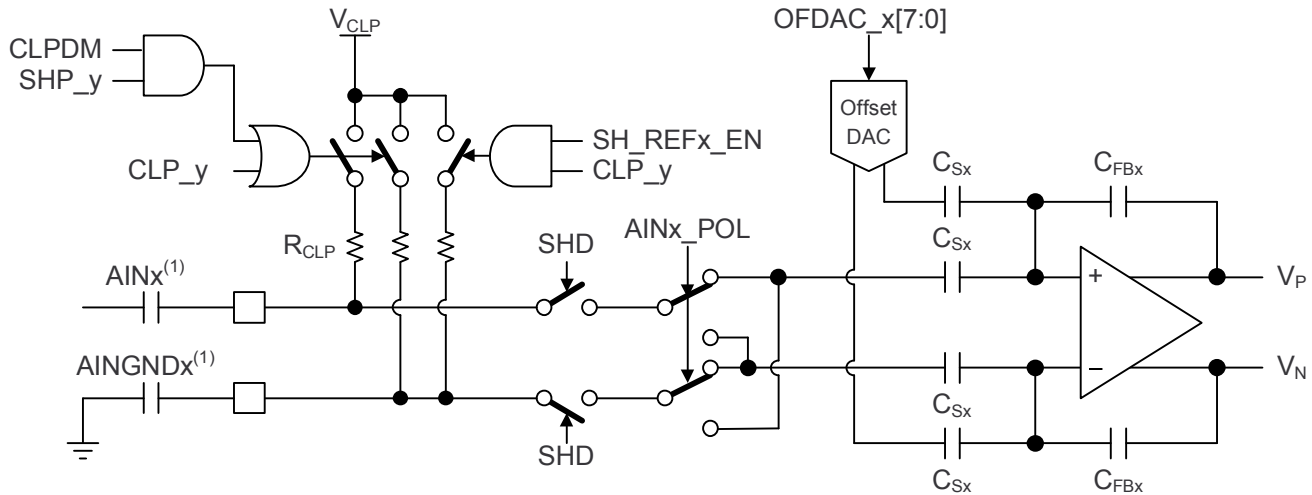 V_CLP
OFDAC_x[7:0]
CLPDM
SHP_y
Offset
DAC
SH_REFx_EN
CLP_y
CLP_y
C_Sx
C_FBx
R_CLP
SHD
AINx_POL
C_Sx
AINx(1)
+
V_P
AINGNDx(1)
−
V_N
C_Sx
SHD
C_Sx
C_FBx